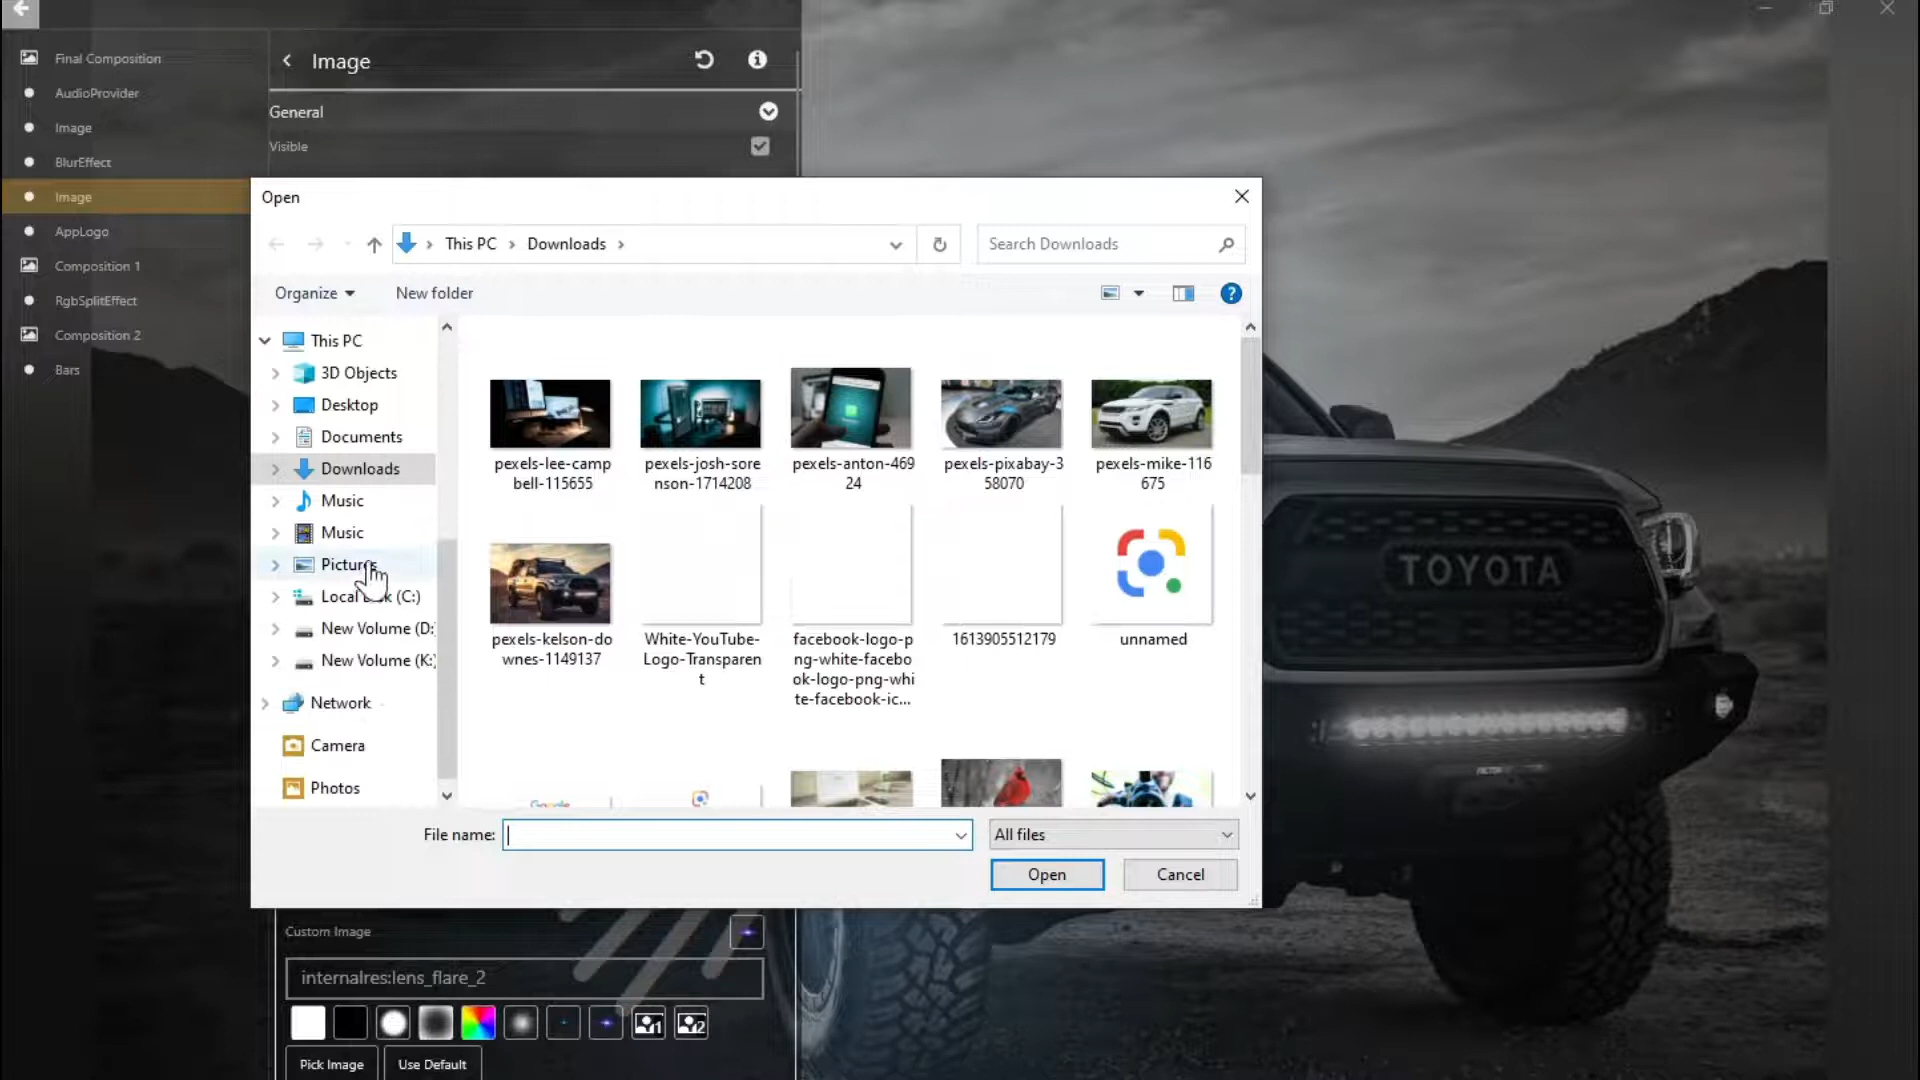 Final Composition
AudioProvider
Image
BlurEffect
Image
AppLogo
Composition 1
RgbSplitEffect
Composition 2
Bars
Image
General
Visible
Open
This PC
Downloads
Search Downloads
Organize
New folder
This PC
3D Objects
Desktop
Documents
Downloads
Music
Music
Pictures
Local (C:)
New Volume (D:
New Volume (K:)
Network
Camera
Photos
pexels-lee-camp
bell-115655
pexels-josh-sore
nson-1714208
pexels-anton-469
24
pexels-pixabay-3
58070
pexels-mike-116
675
pexels-kelson-do
wnes-1149137
White-YouTube-
Logo-Transparen
t
facebook-logo-p
ng-white-facebo
ok-logo-png-whi
te-facebook-ic...
1613905512179
unnamed
Google
File name:
All files
Open
Cancel
TOYOTA
Custom Image
internalres:lens_flare_2
1
2
Pick Image
Use Default